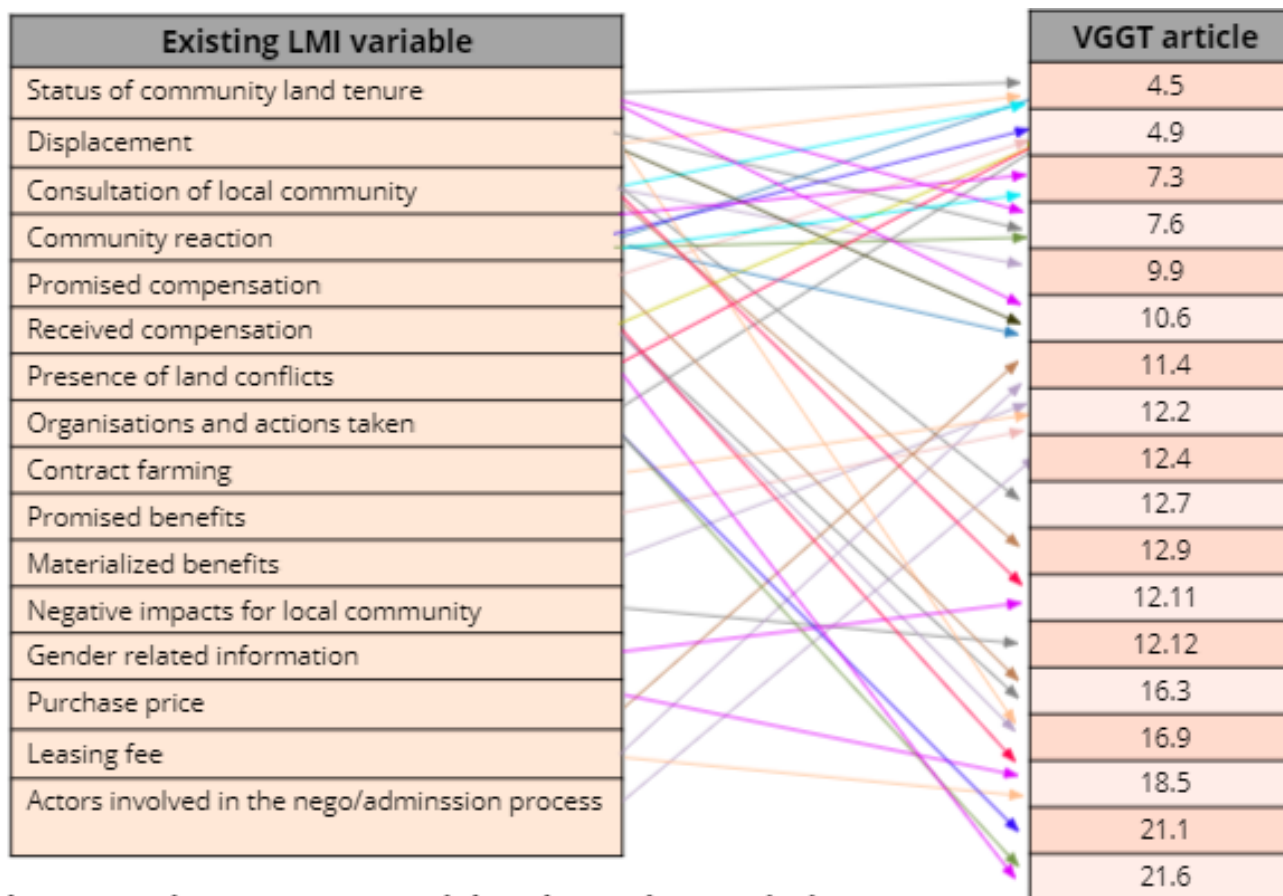 Existing LMI variable
Status of community land tenure
Displacement
Consultation of local community
Community reaction
Promised compensation
Received compensation
Presence of land conflicts
Organisations and actions taken
Contract farming
Promised benefits
Materialized benefits
Negative impacts for local community
Gender related information
Purchase price
Leasing fee
Actors involved in the nego/adminssion process
VGGT article
4.5
4.9
7.3
7.6
9.9
10.6
11.4
12.2
12.4
12.7
12.9
12.11
12.12
16.3
16.9
18.5
21.1
21.6